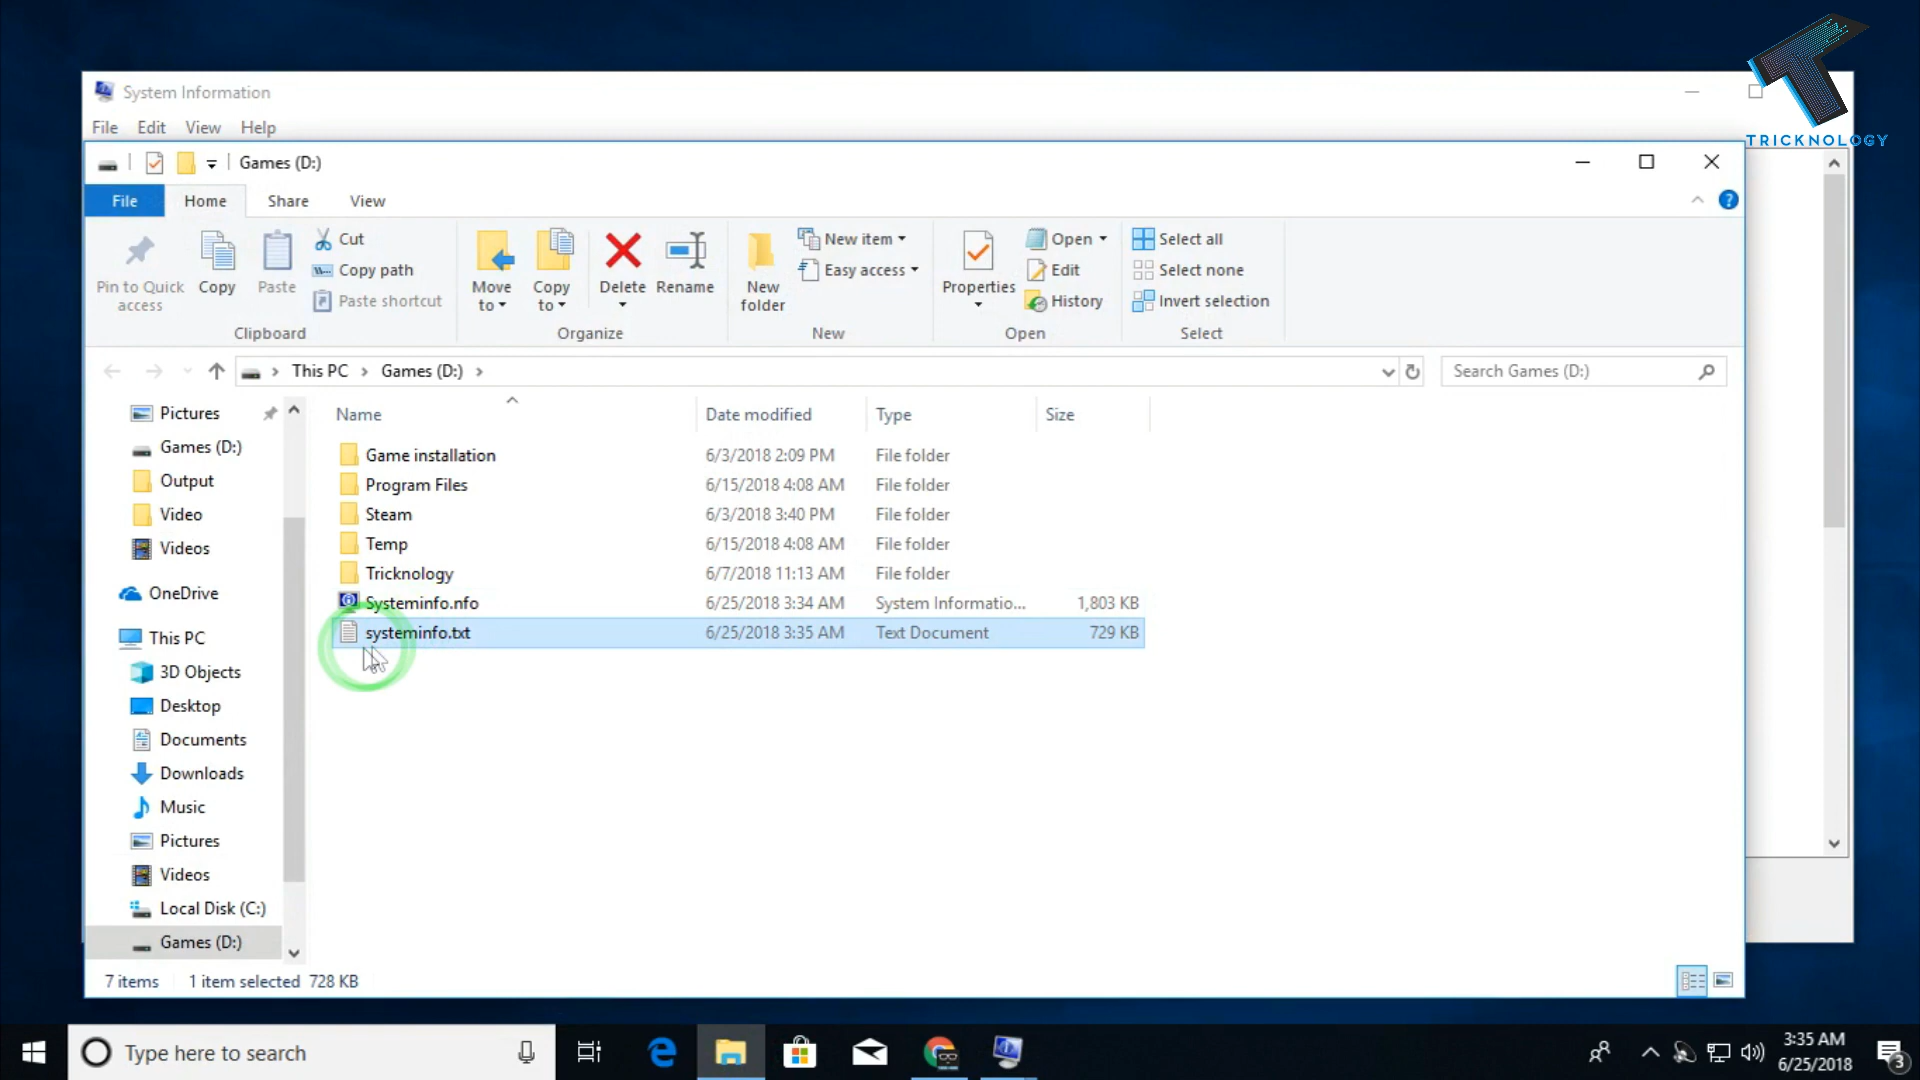 System Information
File Edit View Help
TRICKNOLOGY
Games (D:)
File Home Share View
Pin to Quick access
Copy
Paste
Cut
Copy path
Paste shortcut
Clipboard
Move to
Copy to
Delete
Rename
Organize
New folder
New item
Easy access
New
Properties
Open
Edit
History
Open
Select all
Select none
Invert selection
Select
This PC > Games (D:) >
Search Games (D:)
Name Date modified Type Size
Game installation 6/3/2018 2:09 PM File folder
Program Files 6/15/2018 4:08 AM File folder
Steam 6/3/2018 3:40 PM File folder
Temp 6/15/2018 4:08 AM File folder
Tricknology 6/7/2018 11:13 AM File folder
Systeminfo.nfo 6/25/2018 3:34 AM System Informatio... 1,803 KB
systeminfo.txt 6/25/2018 3:35 AM Text Document 729 KB
Pictures
Games (D:)
Output
Video
Videos
OneDrive
This PC
3D Objects
Desktop
Documents
Downloads
Music
Pictures
Videos
Local Disk (C:)
Games (D:)
7 items 1 item selected 728 KB
Type here to search
3:35 AM
6/25/2018
3